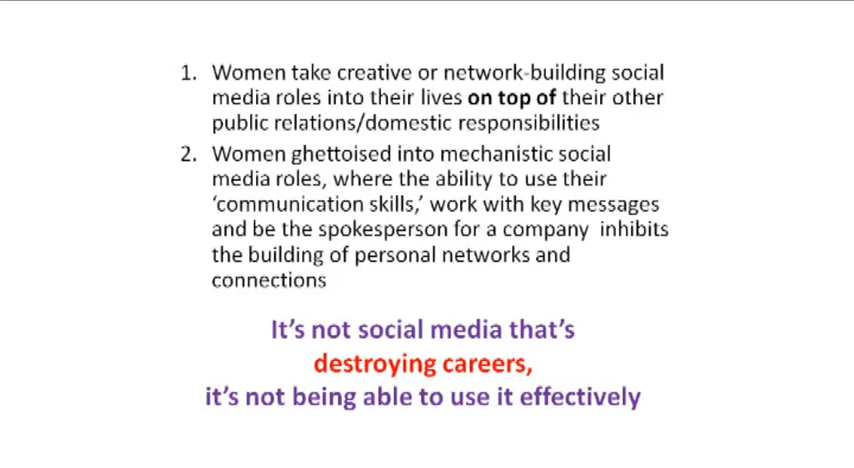 1. Women take creative or network-building social
media roles into their lives on top of their other
public relations/domestic responsibilities
2. Women ghettoised into mechanistic social
media roles, where the ability to use their
‘communication skills,’ work with key messages
and be the spokesperson for a company inhibits
the building of personal networks and
connections
It’s not social media that’s
destroying careers,
it’s not being able to use it effectively